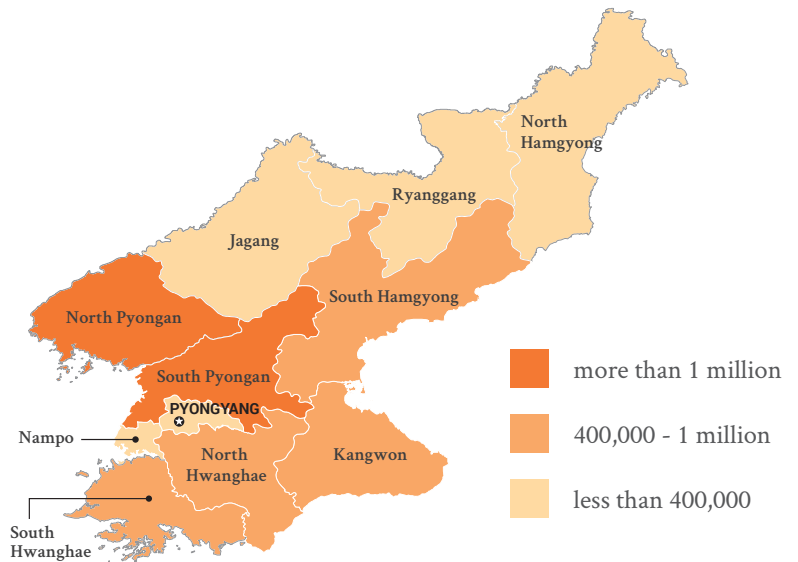 North
Hamgyong
Ryanggang
Jagang
South Hamgyong
North Pyongan
more than 1 million
South Pyongan
PYONGYANG
400,000 - 1 million
Nampo
North
Hwanghae
Kangwon
less than 400,000
South
Hwanghae